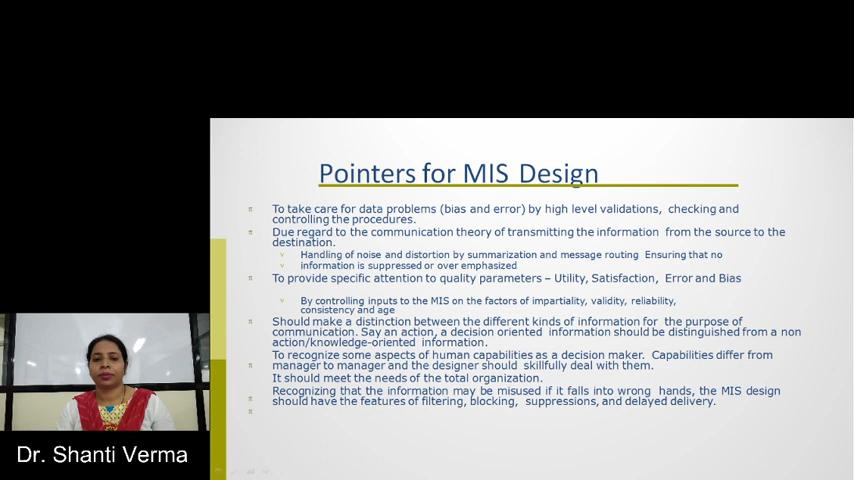 Pointers for MIS Design
To take care for data problems (bias and error) by high level validations, checking and
controlling the procedures.
Due regard to the communication theory of transmitting the information from the source to the
destination.
Handling of noise and distortion by summarization and message routing Ensuring that no
information is suppressed or over emphasized
To provide specific attention to quality parameters – Utility, Satisfaction, Error and Bias
By controlling inputs to the MIS on the factors of impartiality, validity, reliability,
consistency and age
Should make a distinction between the different kinds of information for the purpose of
communication. Say an action, a decision oriented information should be distinguished from a non
action/knowledge-oriented information.
To recognize some aspects of human capabilities as a decision maker. Capabilities differ from
manager to manager and the designer should skillfully deal with them.
It should meet the needs of the total organization.
Recognizing that the information may be misused if it falls into wrong hands, the MIS design
should have the features of filtering, blocking, suppressions, and delayed delivery.
Dr. Shanti Verma